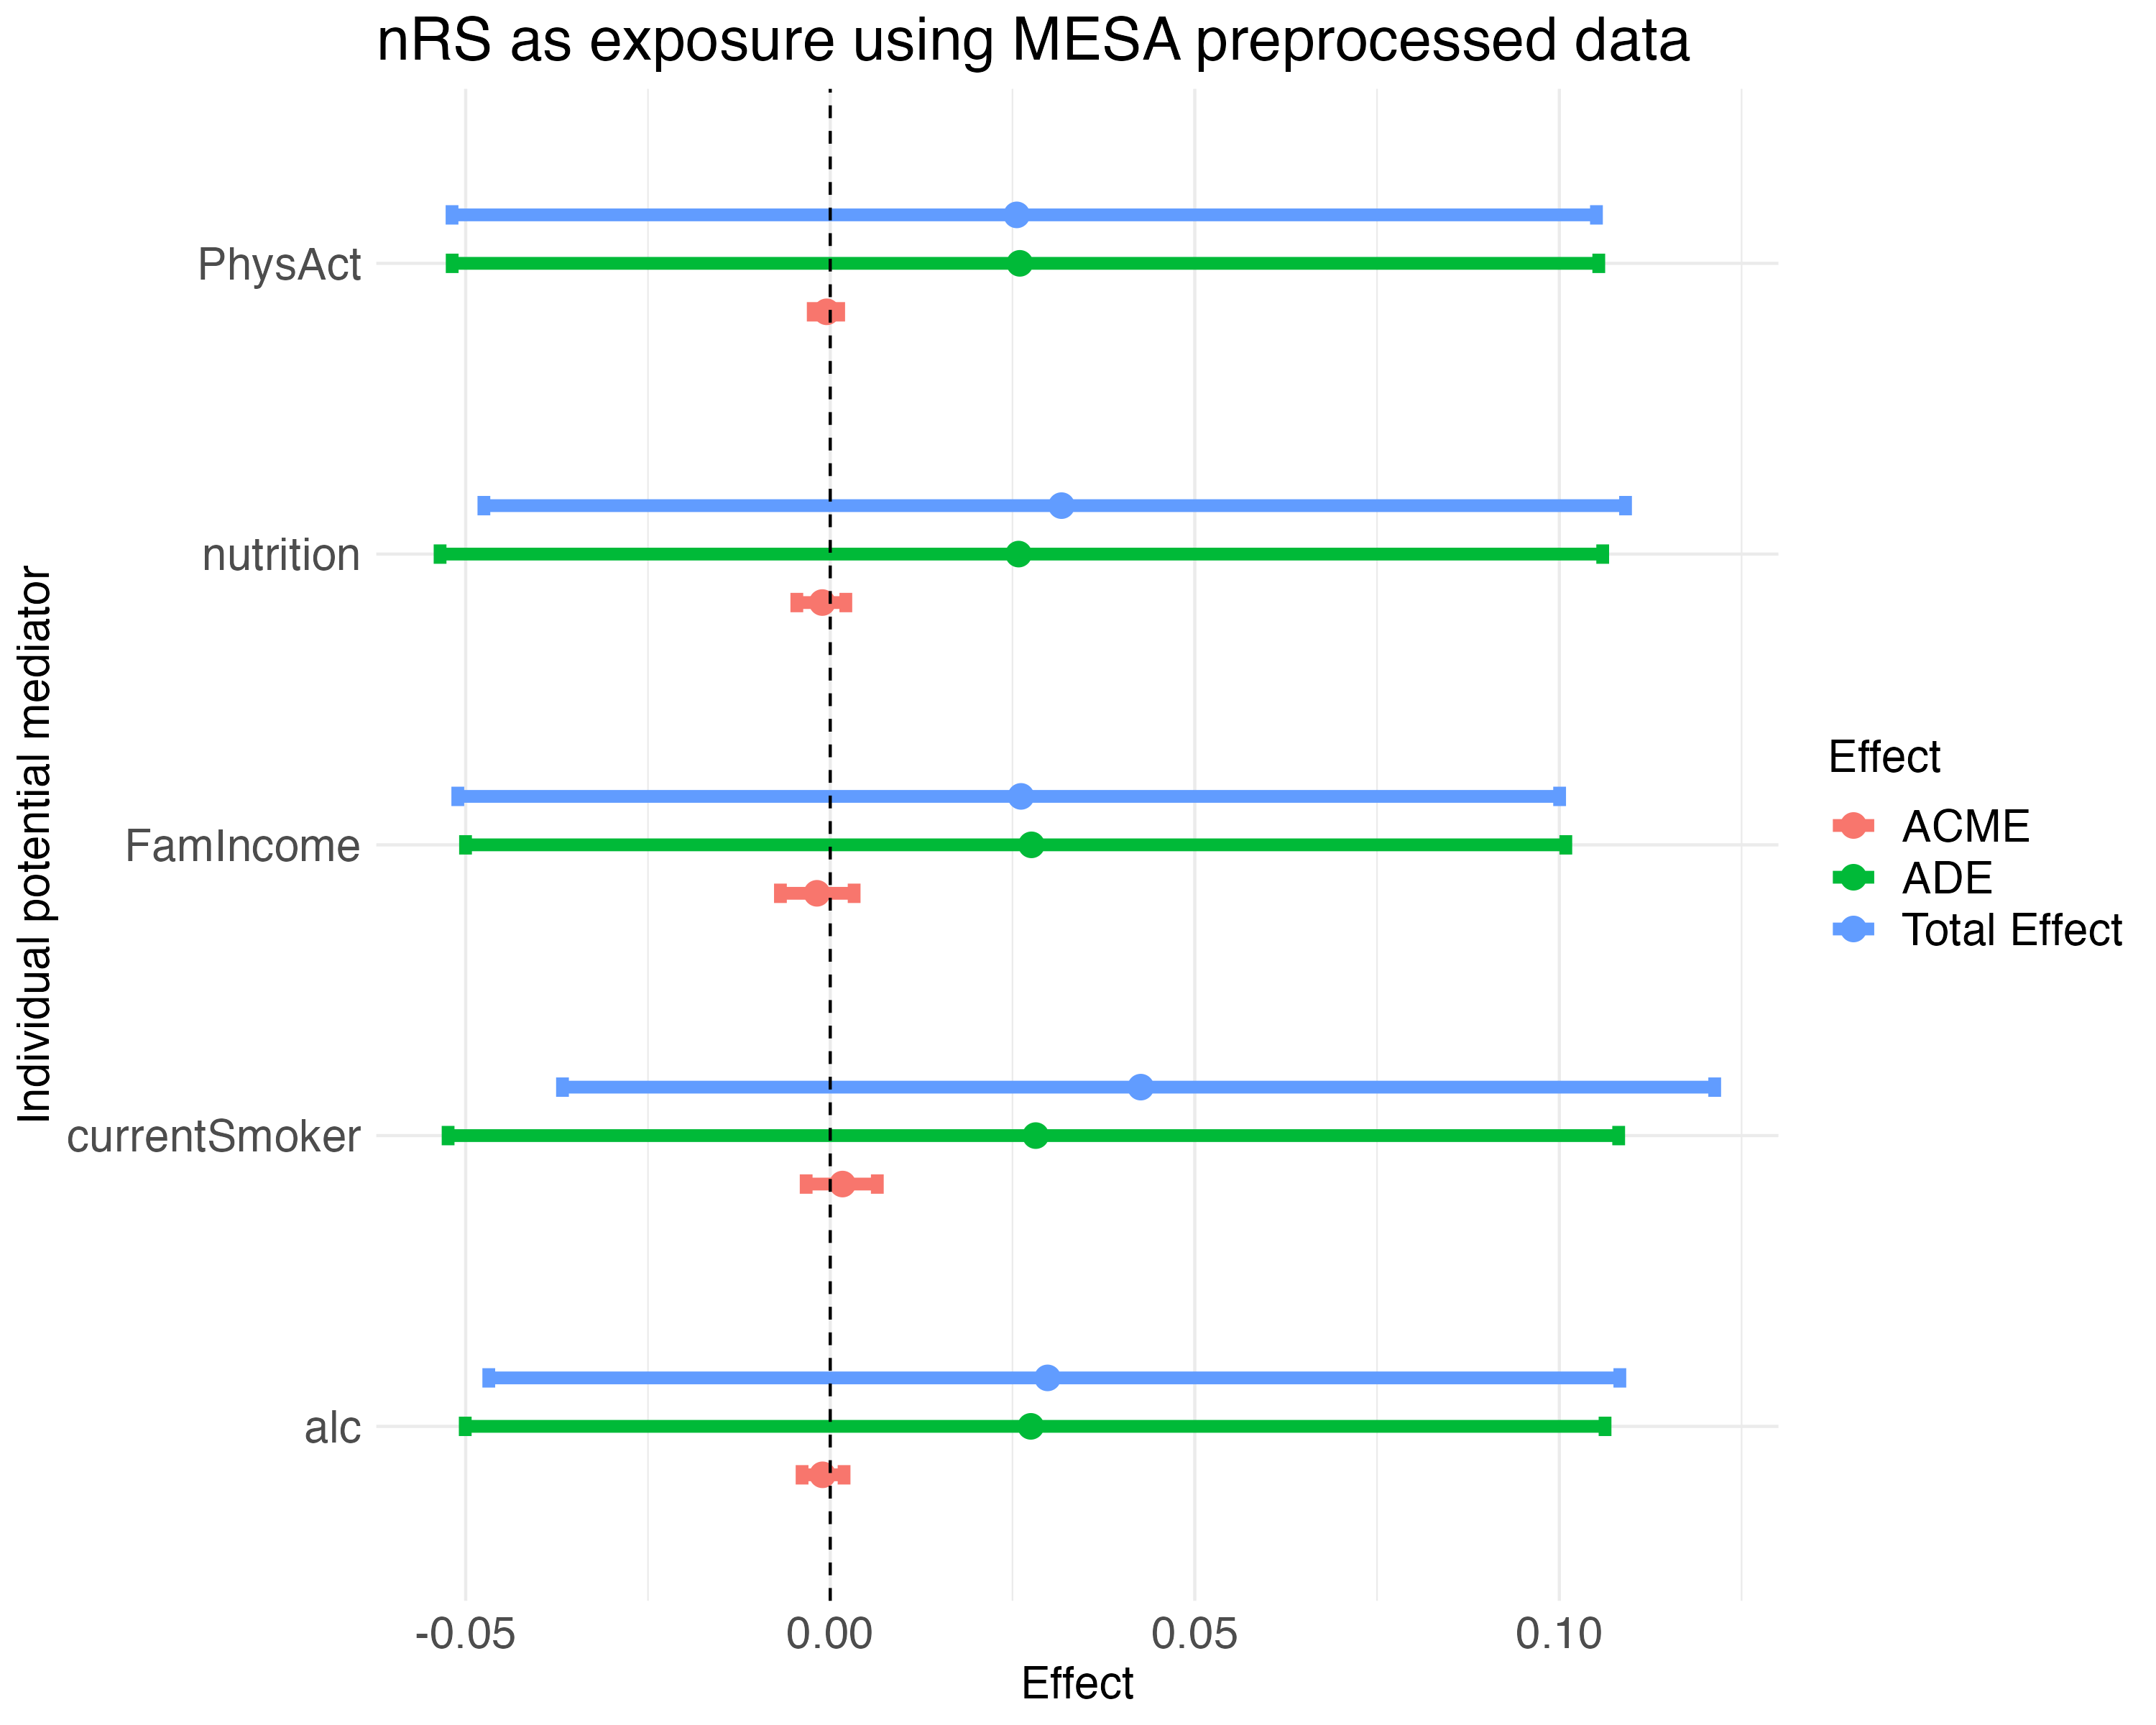 nRS as exposure using MESA preprocessed data
Individual potential mediator
PhysAct
nutrition
FamIncome
currentSmoker
alc
-0.05 0.00 0.05 0.10
Effect
Effect
ACME
ADE
Total Effect